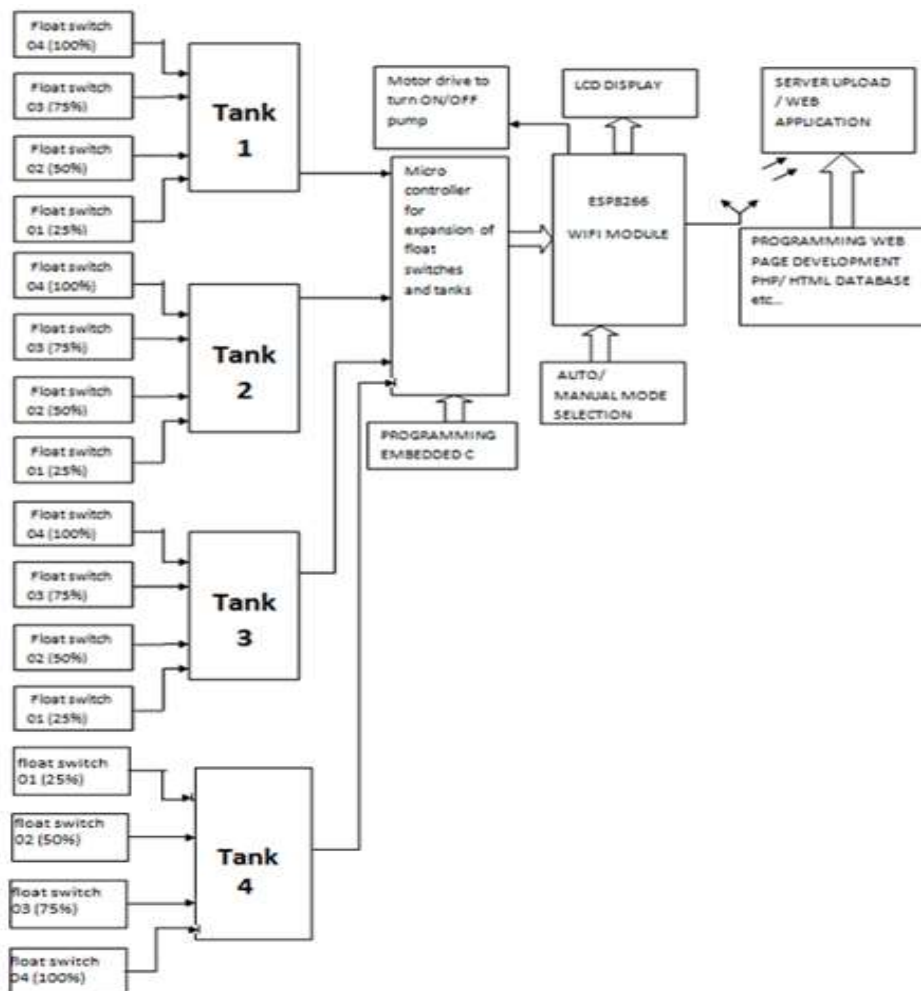 Float switch
04 (100%)
Float switch
03 (75%)
Float switch
02 (50%)
Float switch
01 (25%)
Tank
1
Float switch
04 (100%)
Float switch
03 (75%)
Float switch
02 (50%)
Float switch
01 (25%)
Tank
2
Float switch
04 (100%)
Float switch
03 (75%)
Float switch
02 (50%)
Float switch
01 (25%)
Tank
3
float switch
01 (25%)
float switch
02 (50%)
float switch
03 (75%)
float switch
04 (100%)
Tank
4
Motor drive to
turn ON/OFF
pump
Micro
controller
for
expansion of
float
switches
and tanks
PROGRAMMING
EMBEDDED C
LCD DISPLAY
ESP8266
WIFI MODULE
AUTO/
MANUAL MODE
SELECTION
SERVER UPLOAD
/ WEB
APPLICATION
PROGRAMMING WEB
PAGE DEVELOPMENT
PHP/ HTML DATABASE
etc...